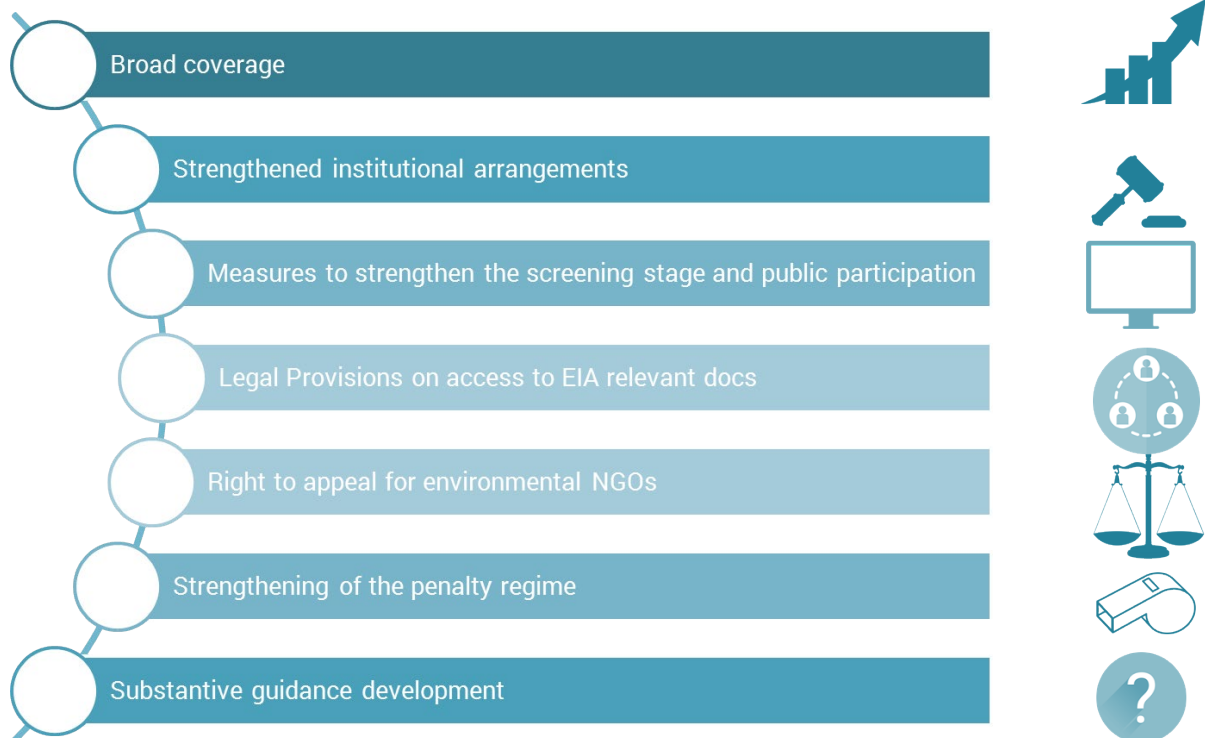 Broad coverage
Strengthened institutional arrangements
Measures to strengthen the screening stage and public participation
Legal Provisions on access to EIA relevant docs
Right to appeal for environmental NGOs
Strengthening of the penalty regime
Substantive guidance development
?